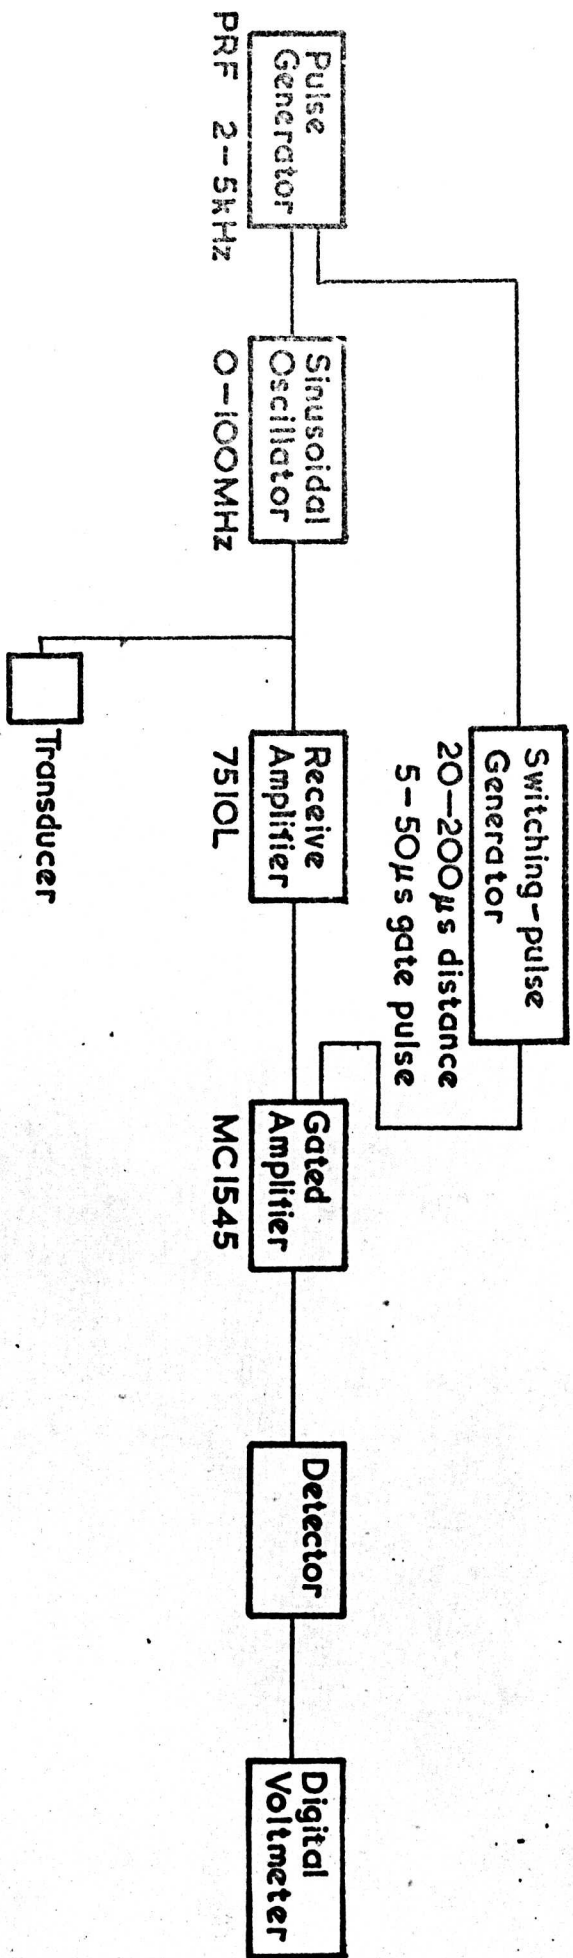 Pulse
Generator
PRF 2-5kHz
Sinusoidal
Oscillator
0-100MHz
Switching-pulse
Generator
20-200μs distance
5-50μs gate pulse
Transducer
Receive
Amplifier
7510L
Gated
Amplifier
MC1545
Detector
Digital
Voltmeter